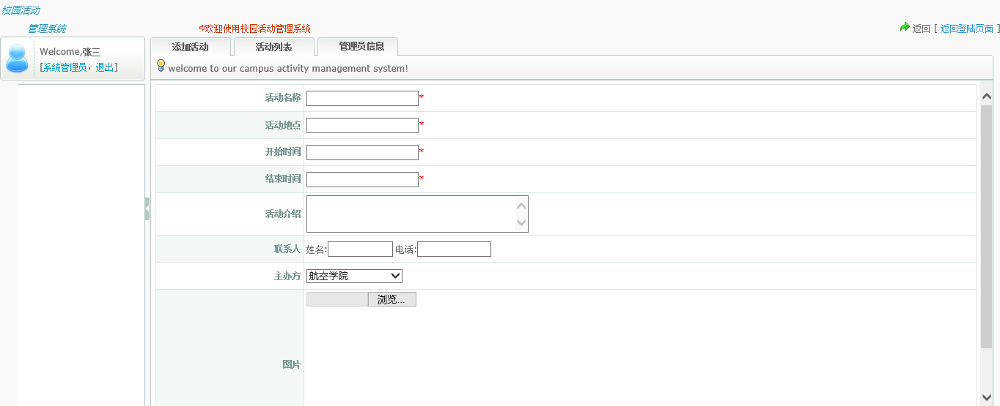 校园活动
管理系统
⇨欢迎使用校园活动管理系统
返回 [ 返回登陆页面 ]
Welcome,张三
[系统管理员，退出]
添加活动 活动列表 管理员信息
welcome to our campus activity management system!
活动名称 *
活动地点 *
开始时间 *
结束时间 *
活动介绍
联系人 姓名: 电话:
主办方 航空学院
浏览...
图片